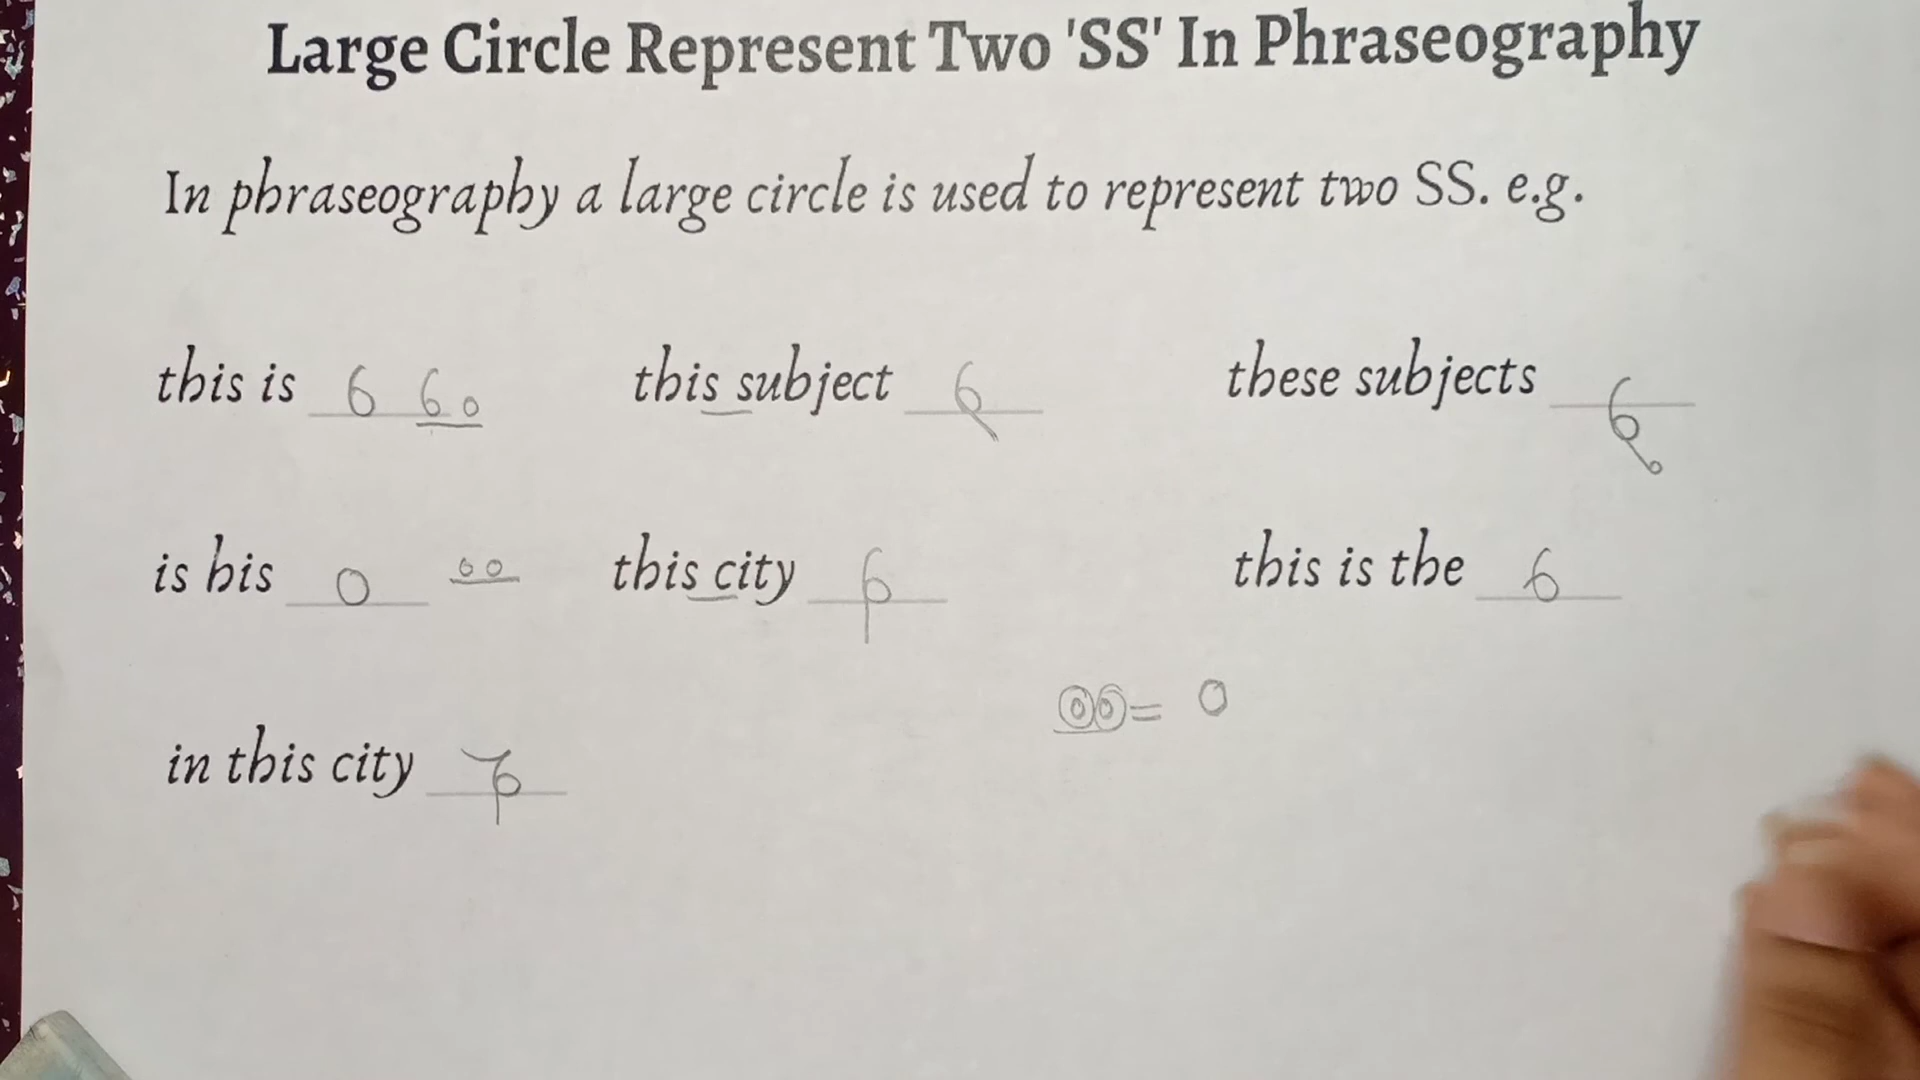 Large Circle Represent Two 'SS' In Phraseography
In phraseography a large circle is used to represent two SS. e.g.
this is this subject these subjects
is his this city this is the
in this city